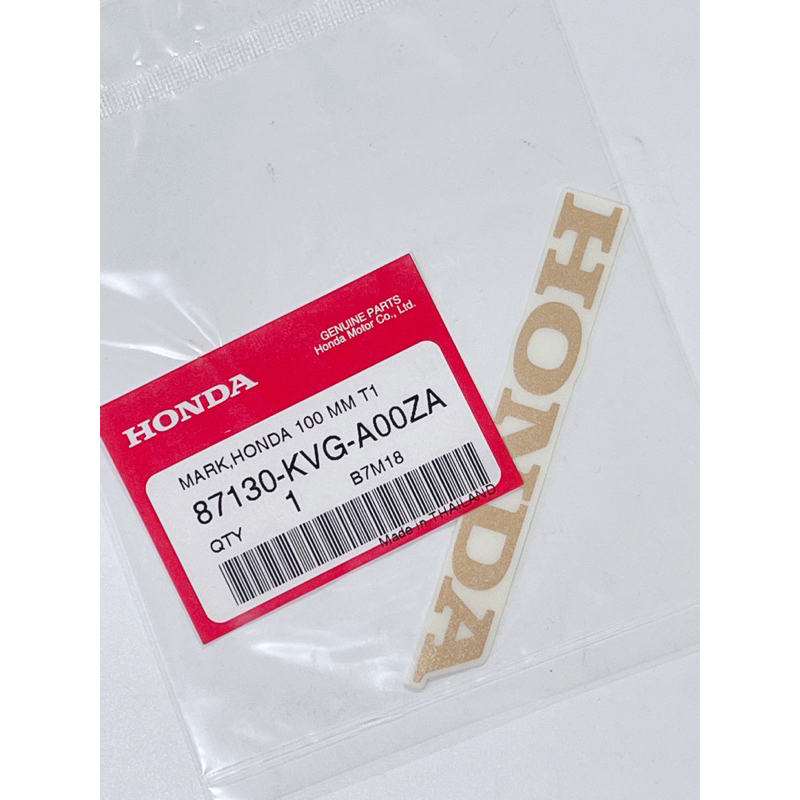 HONDA
GENUINE PARTS
Honda Motor Co., Ltd.
MARK,HONDA 100 MM T1
87130-KVG-A00ZA
QTY 1 B7M18
Made in THAILAND
HONDA